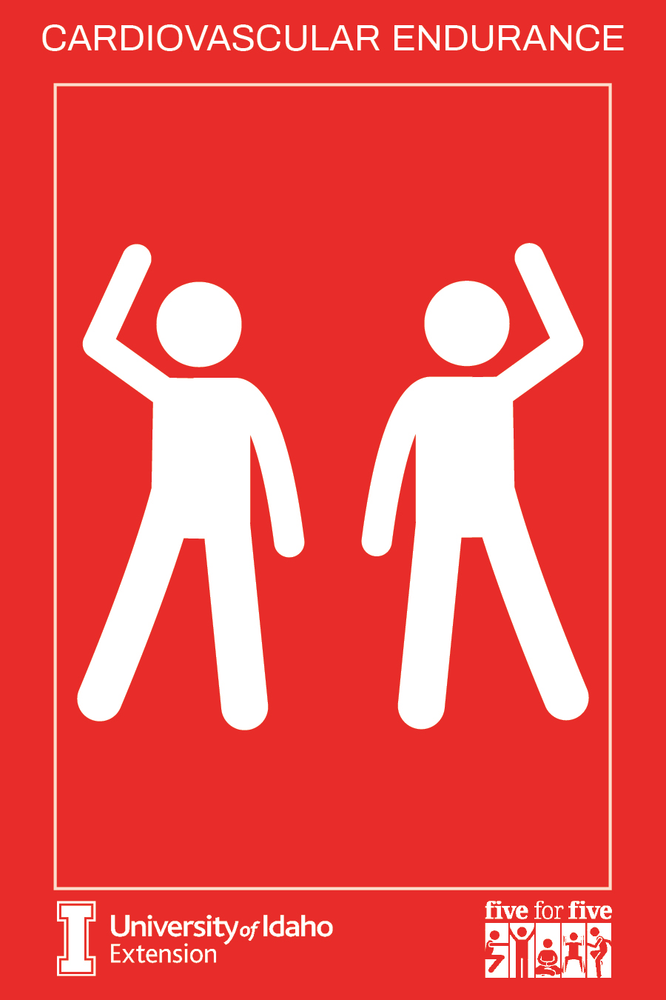 CARDIOVASCULAR ENDURANCE
University of Idaho
Extension
five for five